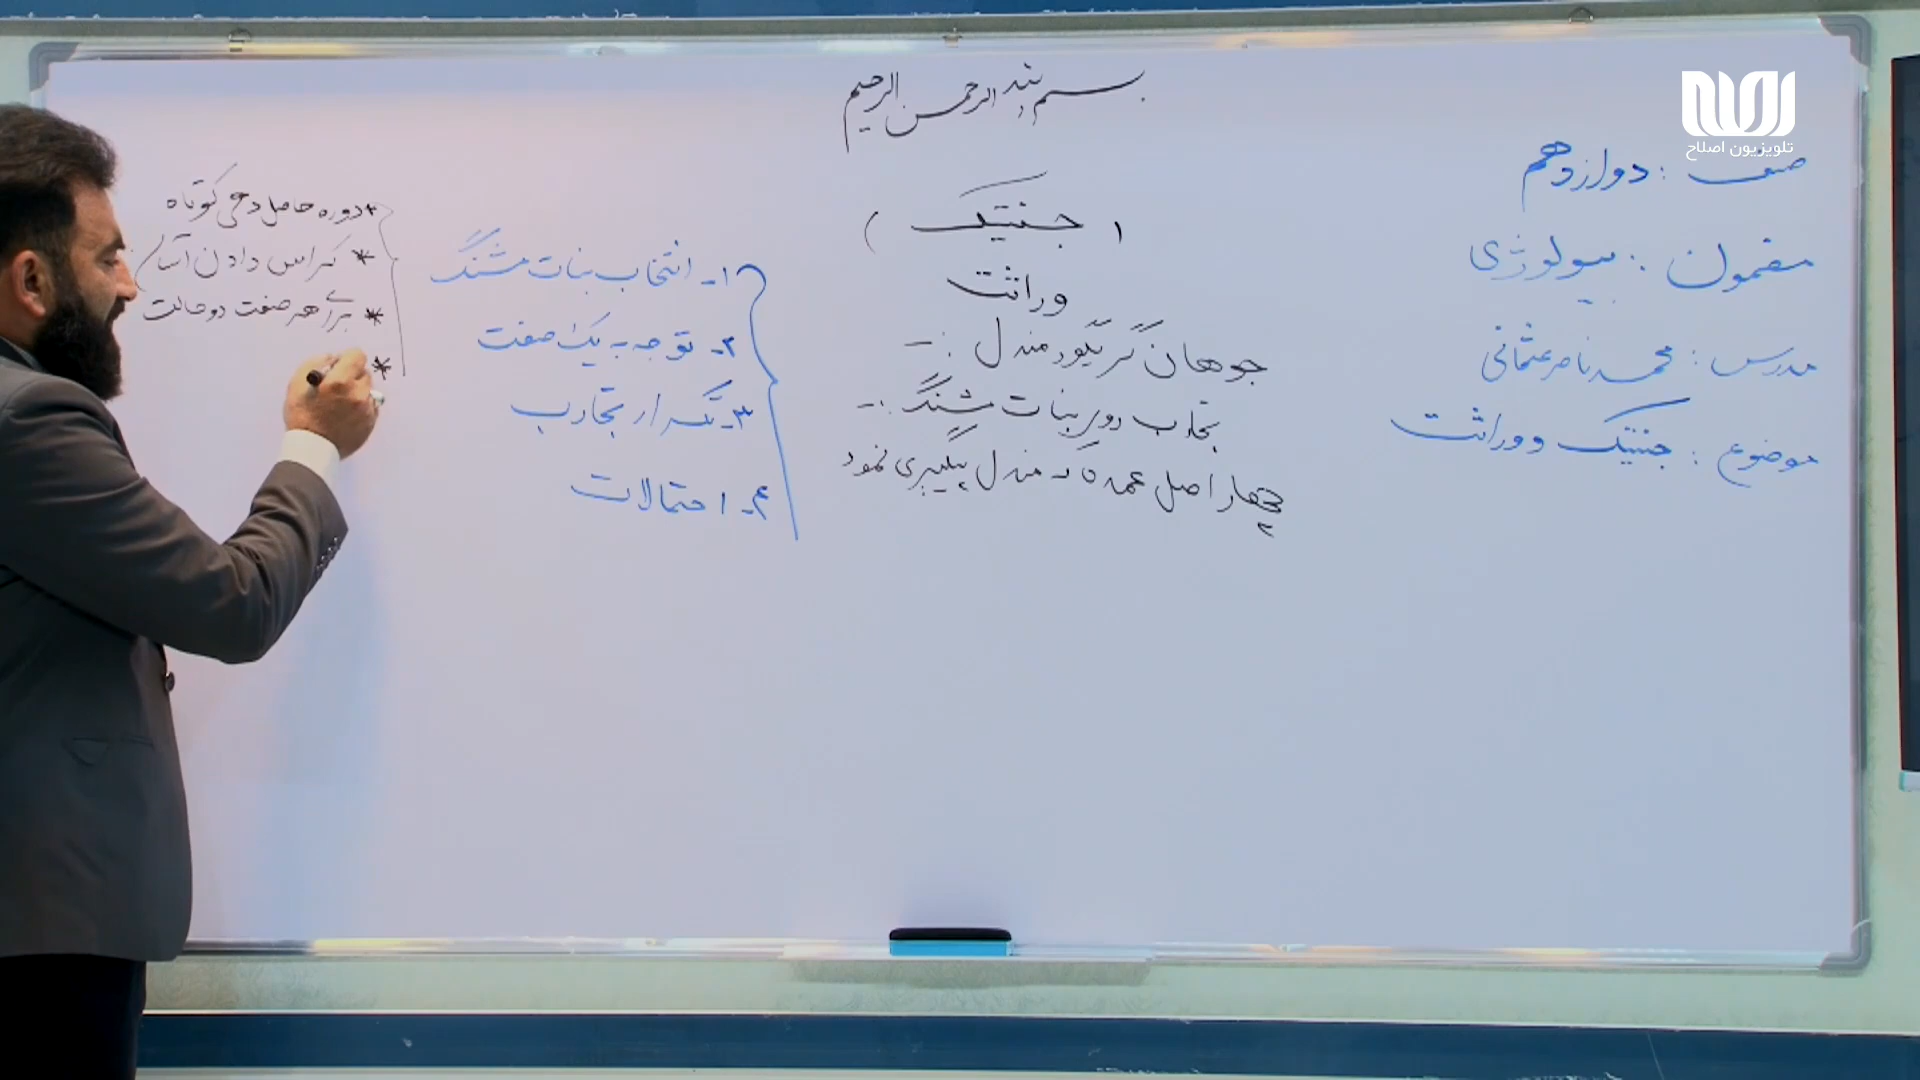 بسم الله الرحمن الرحیم
تلویزیون اصلاح
صنف : دوازدهم
مضمون : بیولوژی
مدرس : محمد ناصر عثمانی
موضوع : جنتیک و وراثت
( جنتیک )
وراثت
جوهان گریگور مندل :-
تجارب روی نبات مشنگ :-
چهار اصل عمده که مندل پیگیری نمود
۱- انتخاب نبات مشنگ
۲- توجه به یک صفت
۳- تکرار تجارب
۴- احتمالات
* دوره حاصل دهی کوتاه
* کراس دادن آسان
* برای هر صفت دو حالت
*